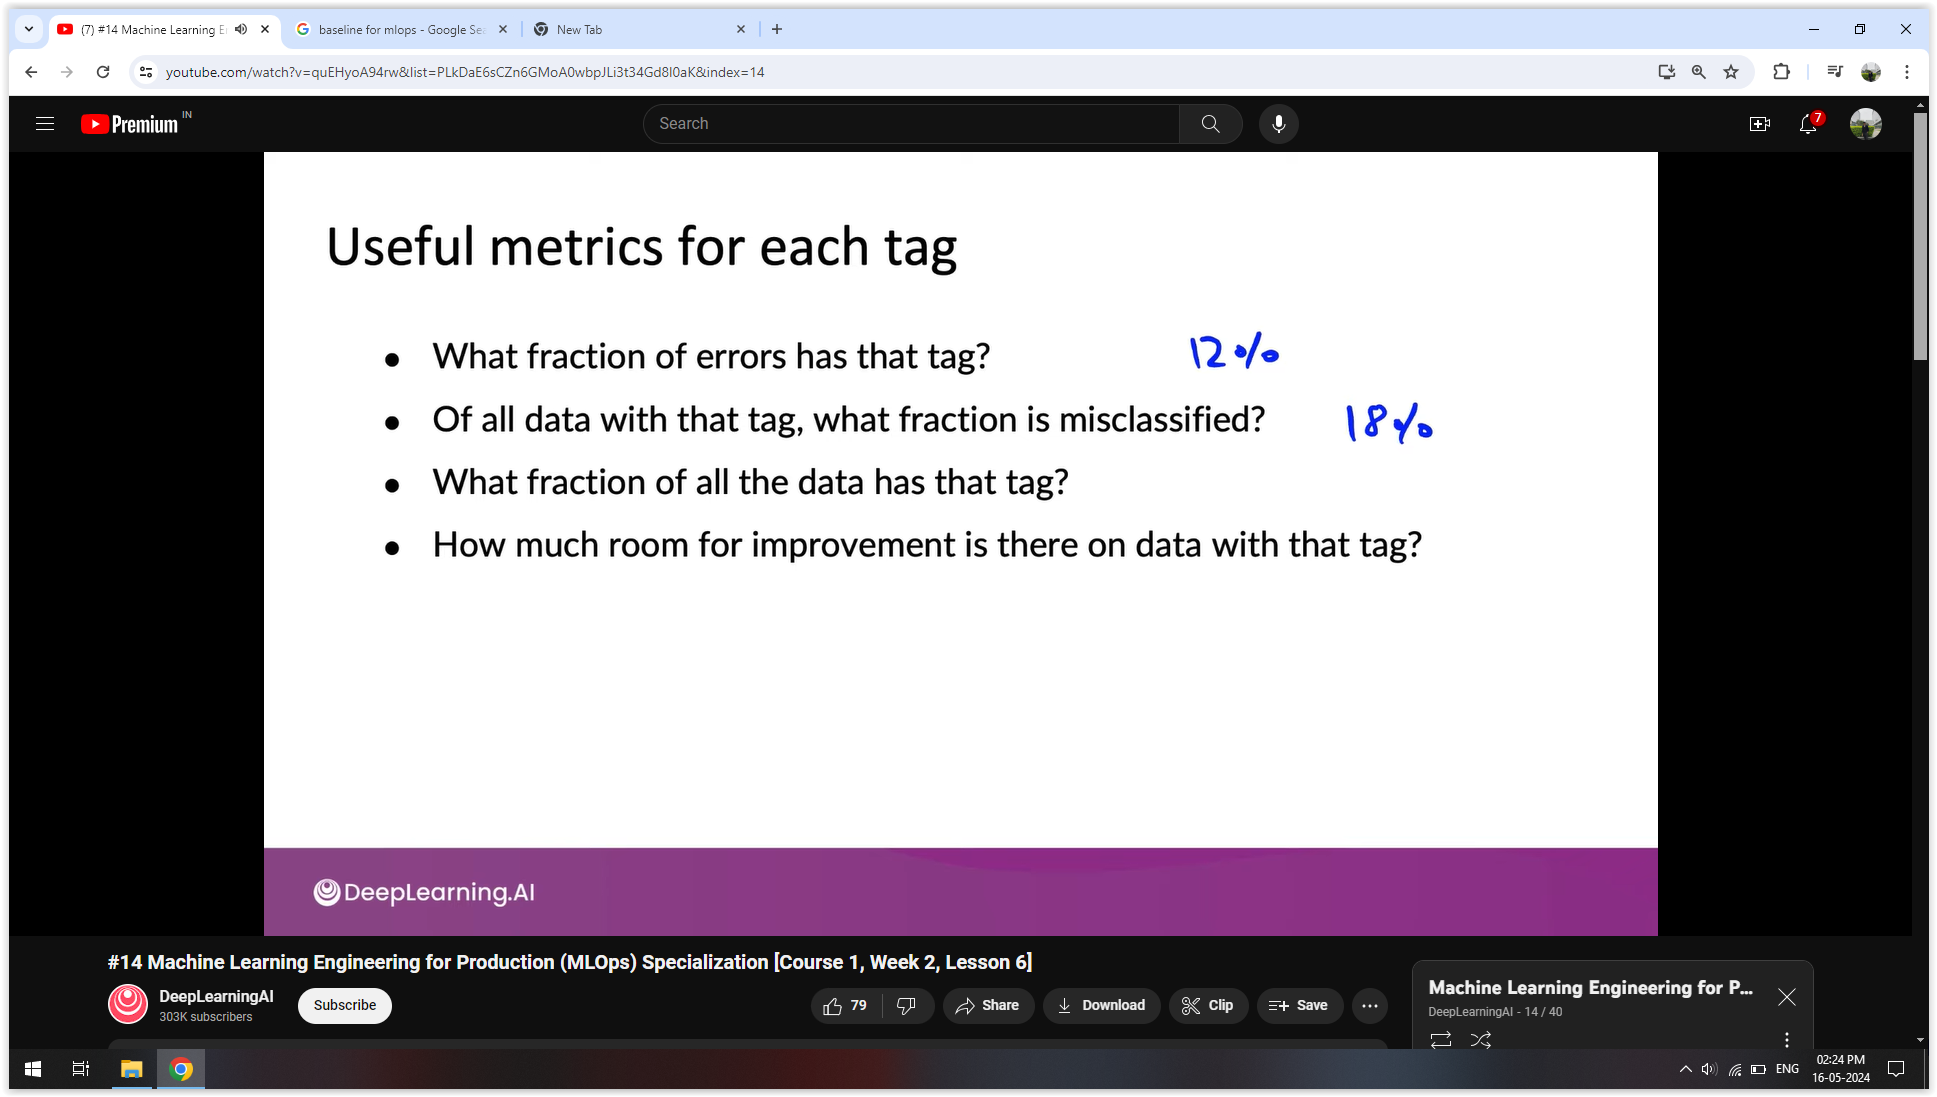 (7) #14 Machine Learning E
baseline for mlops - Google Se
New Tab
youtube.com/watch?v=quEHyoA94rw&list=PLkDaE6sCZn6GMoA0wbpJLi3t34Gd8l0aK&index=14
Premium IN
Search
7
Useful metrics for each tag
• What fraction of errors has that tag? 12%
• Of all data with that tag, what fraction is misclassified? 18%
• What fraction of all the data has that tag?
• How much room for improvement is there on data with that tag?
DeepLearning.AI
#14 Machine Learning Engineering for Production (MLOps) Specialization [Course 1, Week 2, Lesson 6]
DeepLearningAI
303K subscribers
Subscribe
79
Share
Download
Clip
Save
Machine Learning Engineering for P...
DeepLearningAI - 14 / 40
ENG
02:24 PM
16-05-2024